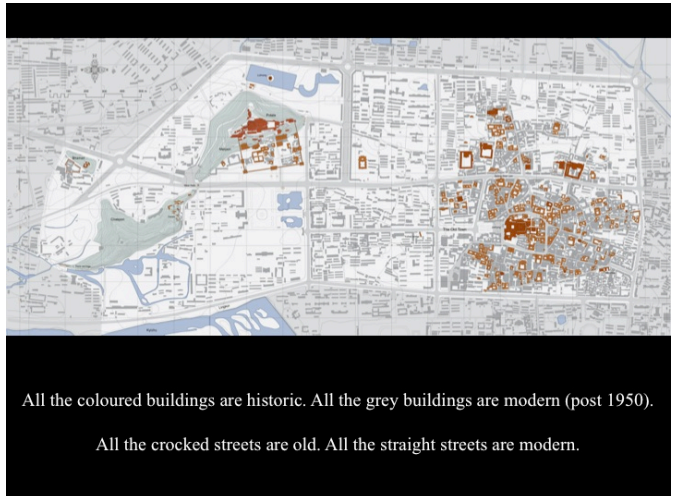 All the coloured buildings are historic. All the grey buildings are modern (post 1950).
All the crocked streets are old. All the straight streets are modern.